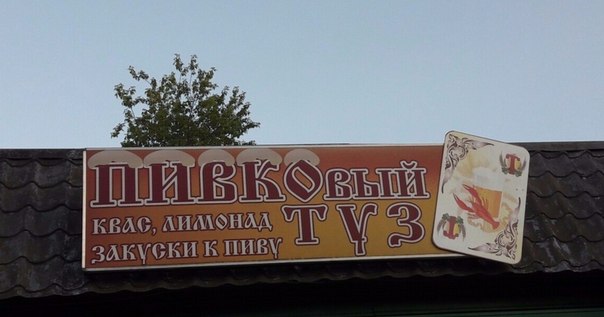 ПИВКОвый
ТУЗ
КВАС, ЛИМОНАД
ЗАКУСКИ К ПИВУ
Т
Т